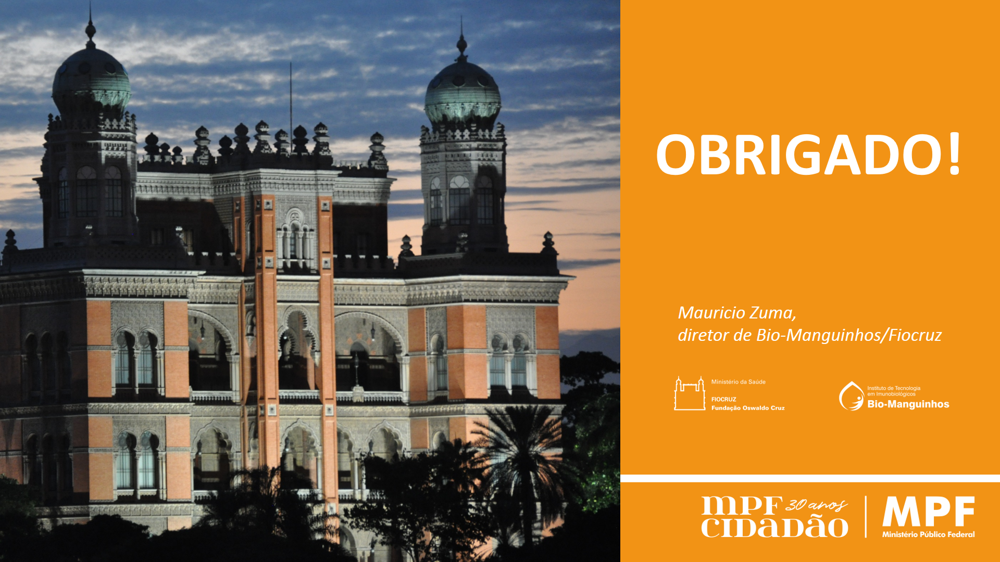 OBRIGADO!
Mauricio Zuma,
diretor de Bio-Manguinhos/Fiocruz
Ministério da Saúde
FIOCRUZ
Fundação Oswaldo Cruz
Instituto de Tecnologia
em Imunobiológicos
Bio-Manguinhos
MPF 30 anos
CIDADÃO
MPF
Ministério Público Federal